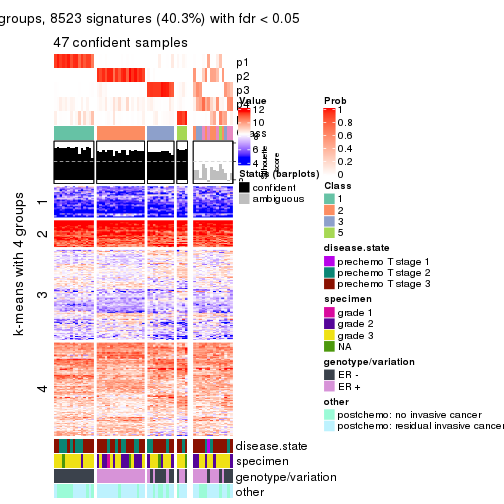 groups, 8523 signatures (40.3%) with fdr < 0.05
47 confident samples
p1
p2
p3
p4
Value
12
10
8
6
4
Silhouette
score
Status (barplots)
confident
ambiguous
Prob
1
0.8
0.6
0.4
0.2
0
Class
1
2
3
5
disease.state
prechemo T stage 1
prechemo T stage 2
prechemo T stage 3
specimen
grade 1
grade 2
grade 3
NA
genotype/variation
ER -
ER +
other
postchemo: no invasive cancer
postchemo: residual invasive cancer
k-means with 4 groups
1
2
3
4
disease.state
specimen
genotype/variation
other